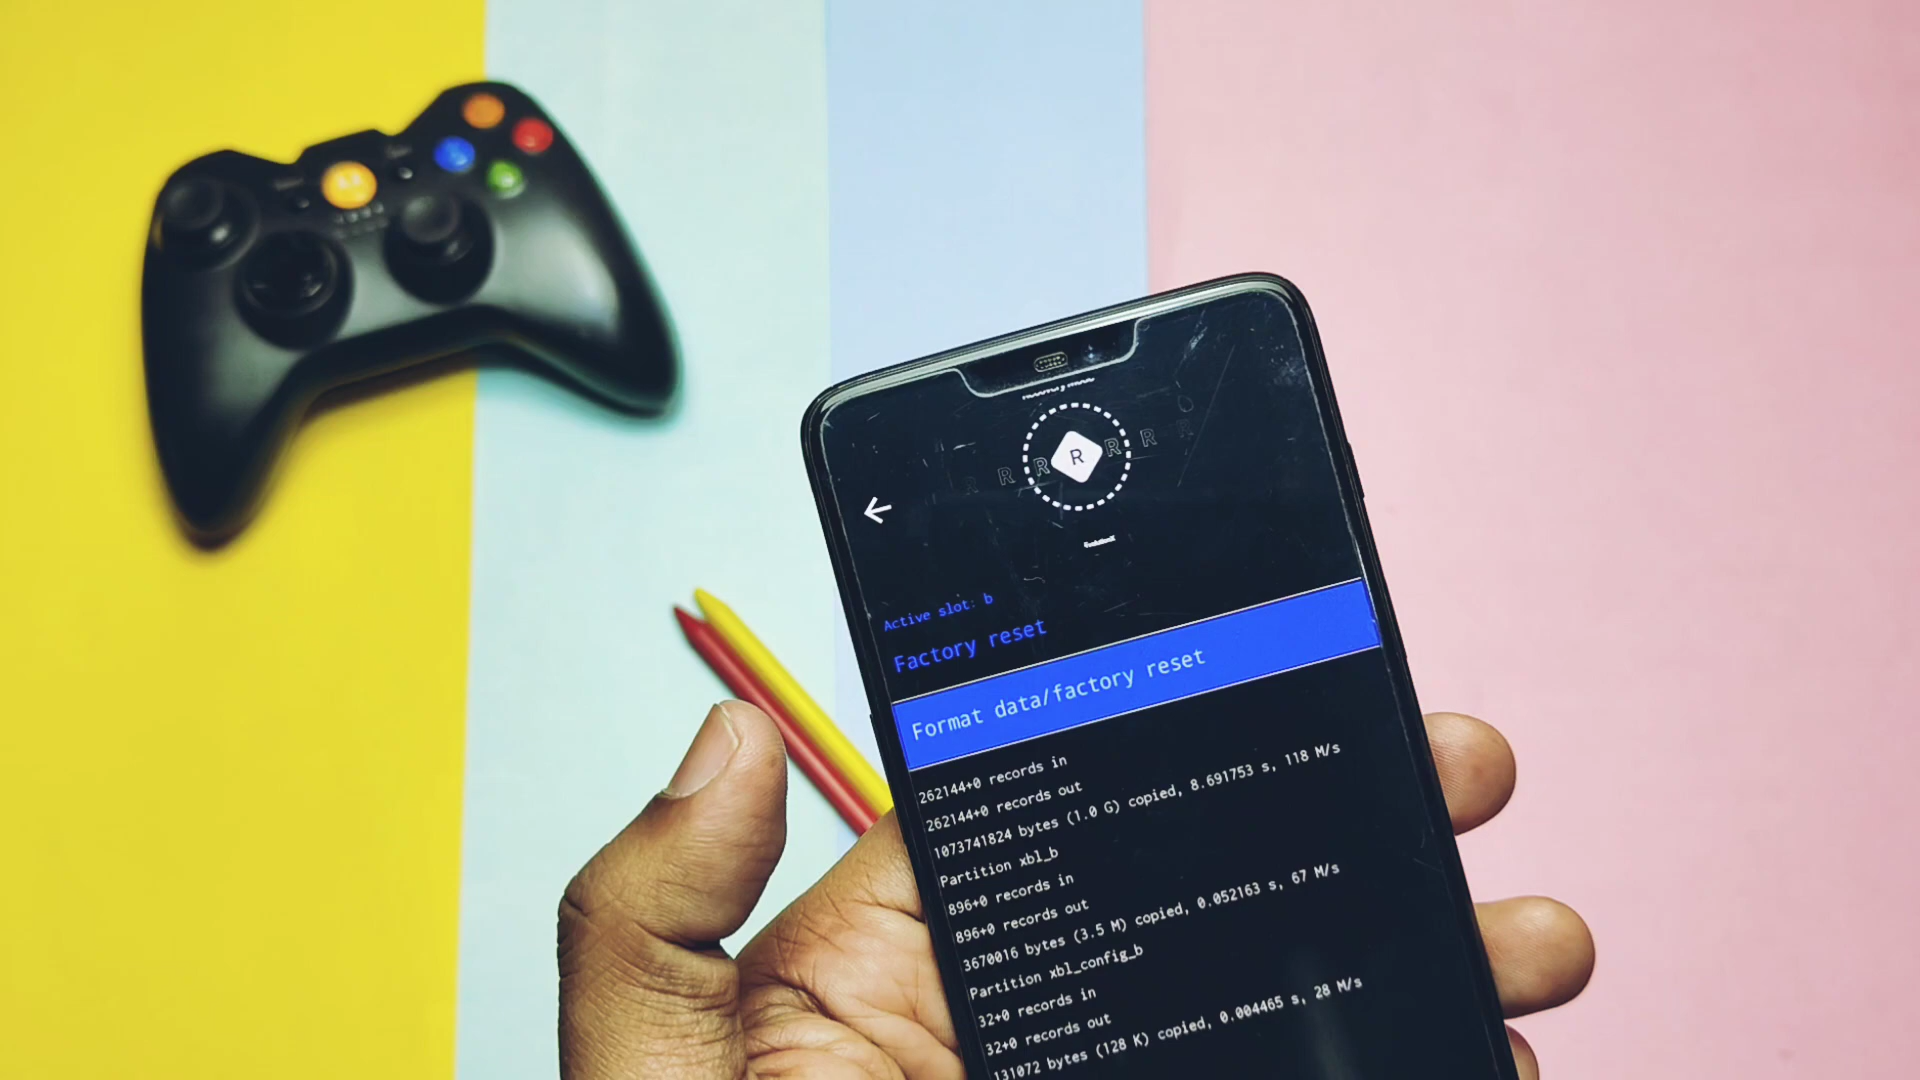 Recovery mode
R R R R R R
EvolutionX
Active slot: b
Factory reset
Format data/factory reset
262144+0 records in
262144+0 records out
1073741824 bytes (1.0 G) copied, 8.691753 s, 118 M/s
Partition xbl_b
896+0 records in
896+0 records out
3670016 bytes (3.5 M) copied, 0.052163 s, 67 M/s
Partition xbl_config_b
32+0 records in
32+0 records out
131072 bytes (128 K) copied, 0.004465 s, 28 M/s